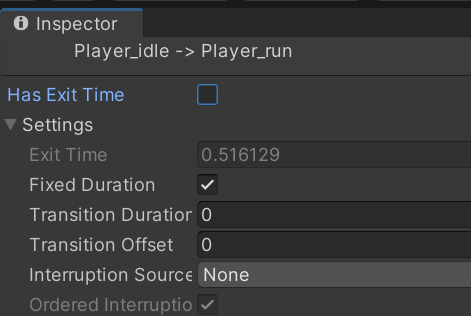 Inspector
Player_idle -> Player_run
Has Exit Time
Settings
Exit Time 0.516129
Fixed Duration
Transition Duration 0
Transition Offset 0
Interruption Source None
Ordered Interruptio